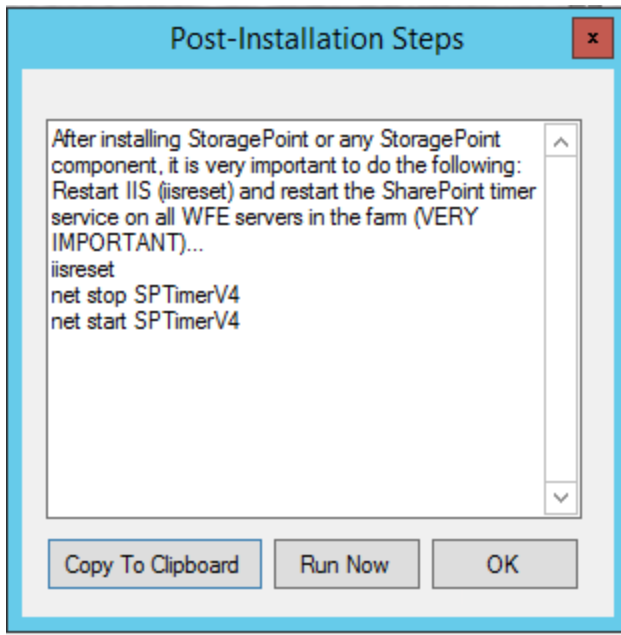 Post-Installation Steps
x
After installing StoragePoint or any StoragePoint
component, it is very important to do the following:
Restart IIS (iisreset) and restart the SharePoint timer
service on all WFE servers in the farm (VERY
IMPORTANT)...
iisreset
net stop SPTimerV4
net start SPTimerV4
Copy To Clipboard
Run Now
OK